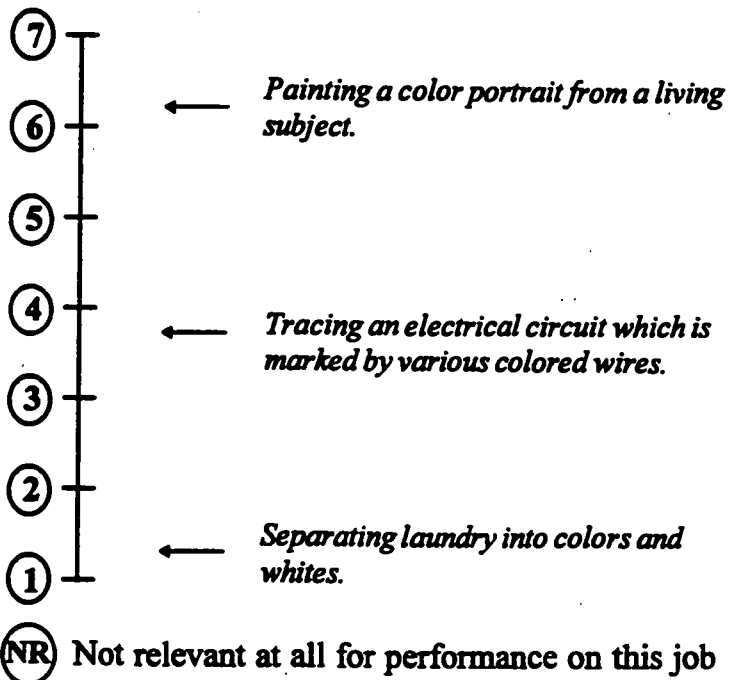 7
Painting a color portrait from a living
6
subject.
5
4
Tracing an electrical circuit which is
marked by various colored wires.
3
2
Separating laundry into colors and
1
whites.
NR Not relevant at all for performance on this job